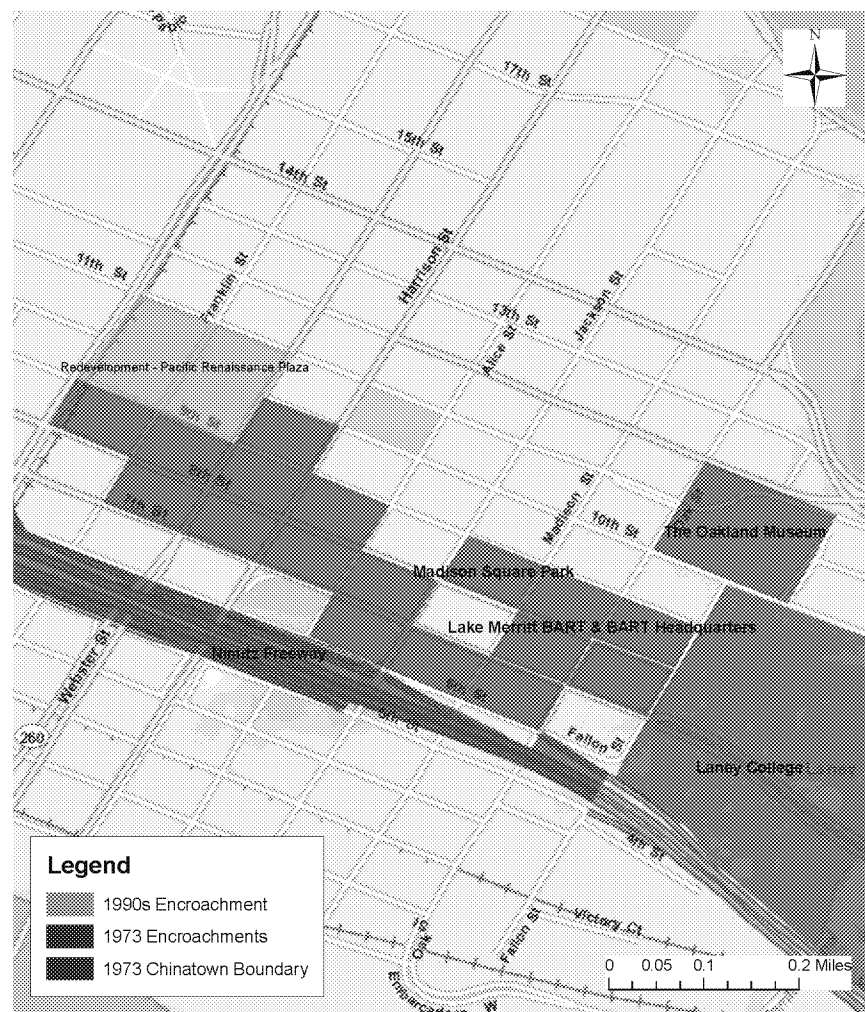 N
17th St
15th St
14th St
Franklin St
Harrison St
11th St
13th St
Alice St
Jackson St
Redevelopment - Pacific Renaissance Plaza
9th St
8th St
7th St
Madison St
10th St
Oak St
The Oakland Museum
Madison Square Park
Lake Merritt BART & BART Headquarters
Nimitz Freeway
Webster St
6th St
5th St
Fallon St
260
Laney College
4th St
Legend
1990s Encroachment
1973 Encroachments
1973 Chinatown Boundary
Oak St
Fallon St
Victory Ct
0 0.05 0.1 0.2 Miles